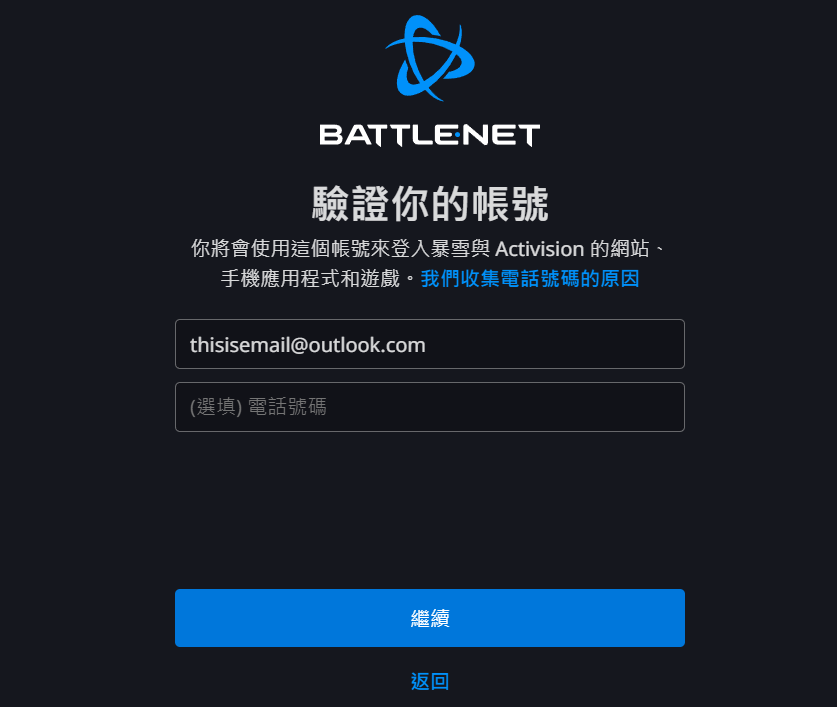 BATTLE.NET
驗證你的帳號
你將會使用這個帳號來登入暴雪與 Activision 的網站、
手機應用程式和遊戲。我們收集電話號碼的原因
thisisemail@outlook.com
(選填) 電話號碼
繼續
返回